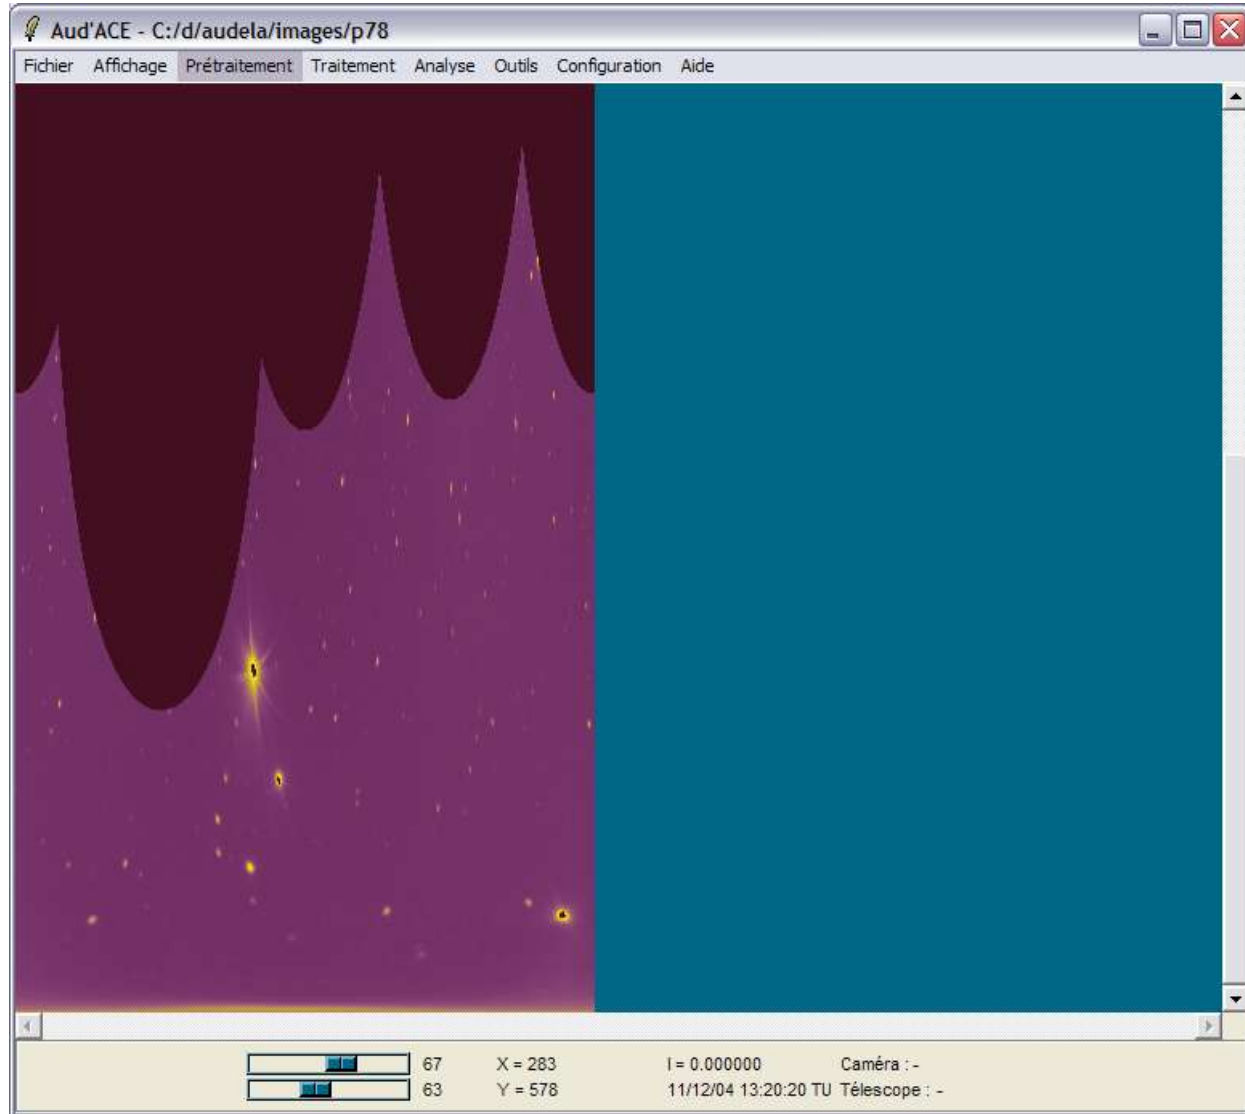 Aud'ACE - C:/d/audela/images/p78
Fichier Affichage Prétraitement Traitement Analyse Outils Configuration Aide
67 X = 283 I = 0.000000 Caméra : -
63 Y = 578 11/12/04 13:20:20 TU Télescope : -